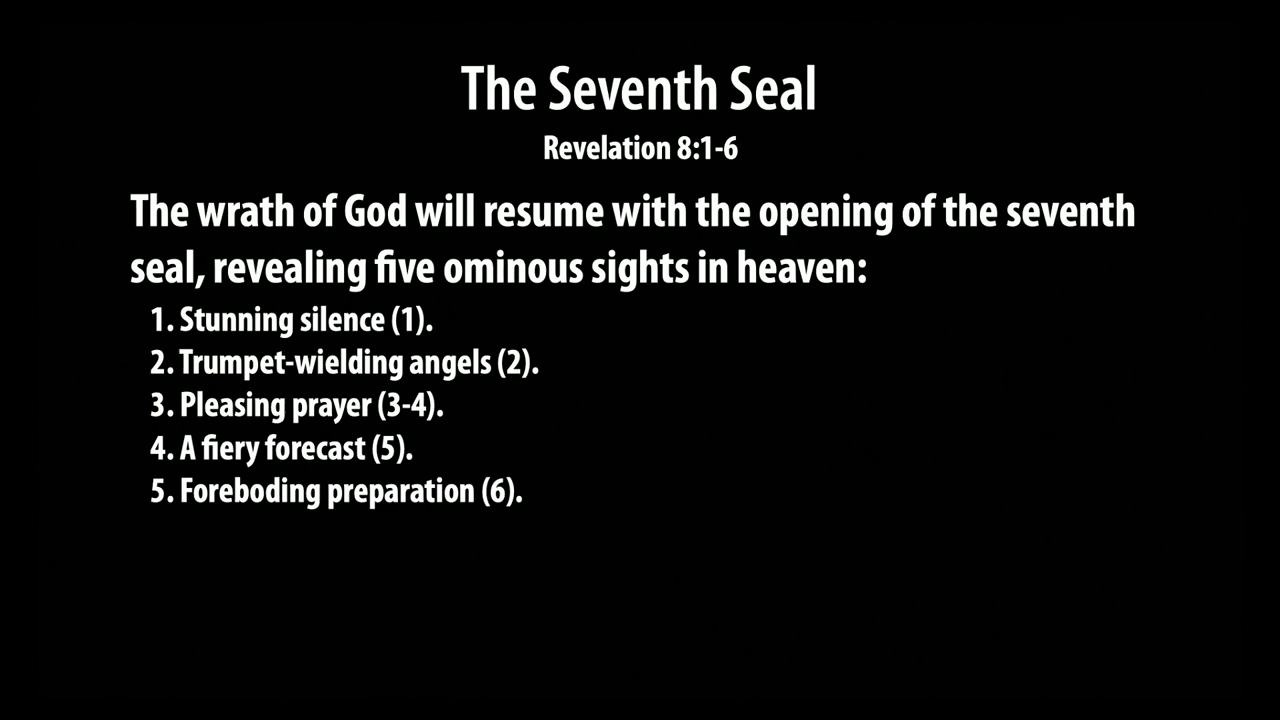 The Seventh Seal
Revelation 8:1-6
The wrath of God will resume with the opening of the seventh
seal, revealing five ominous sights in heaven:
1. Stunning silence (1).
2. Trumpet-wielding angels (2).
3. Pleasing prayer (3-4).
4. A fiery forecast (5).
5. Foreboding preparation (6).